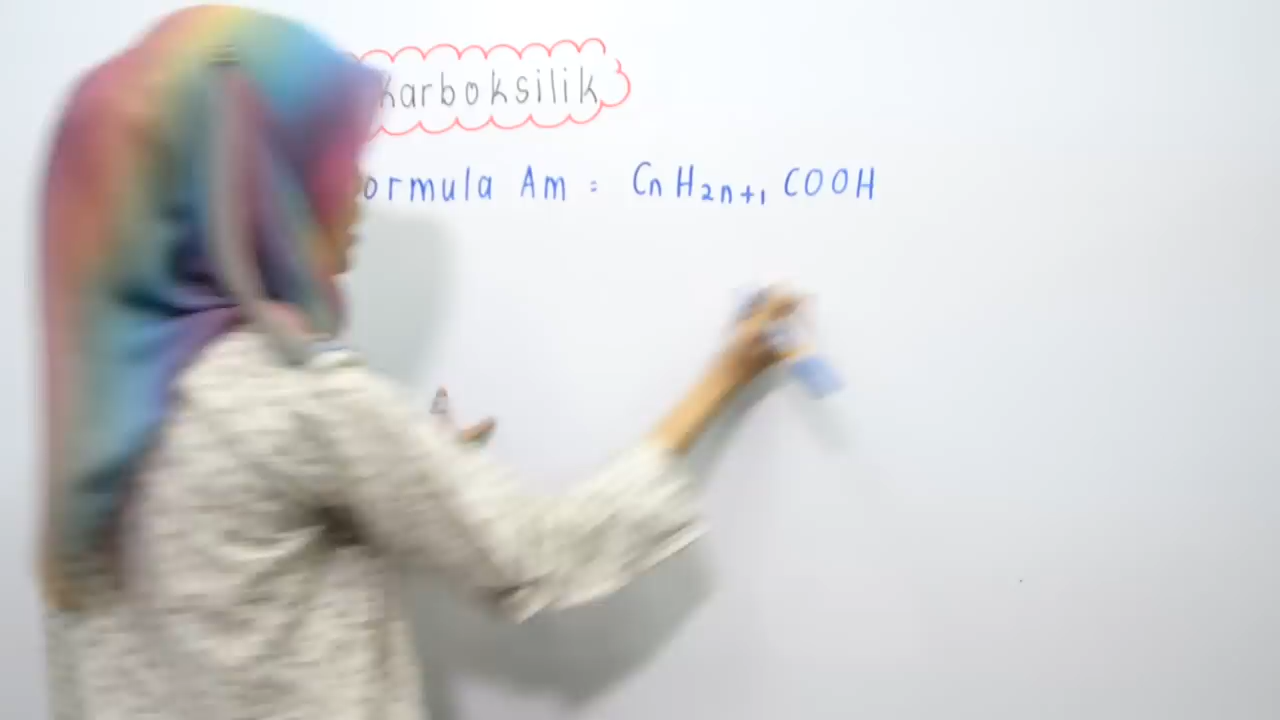 karboksilik
ormula Am = CnH2n+1 COOH